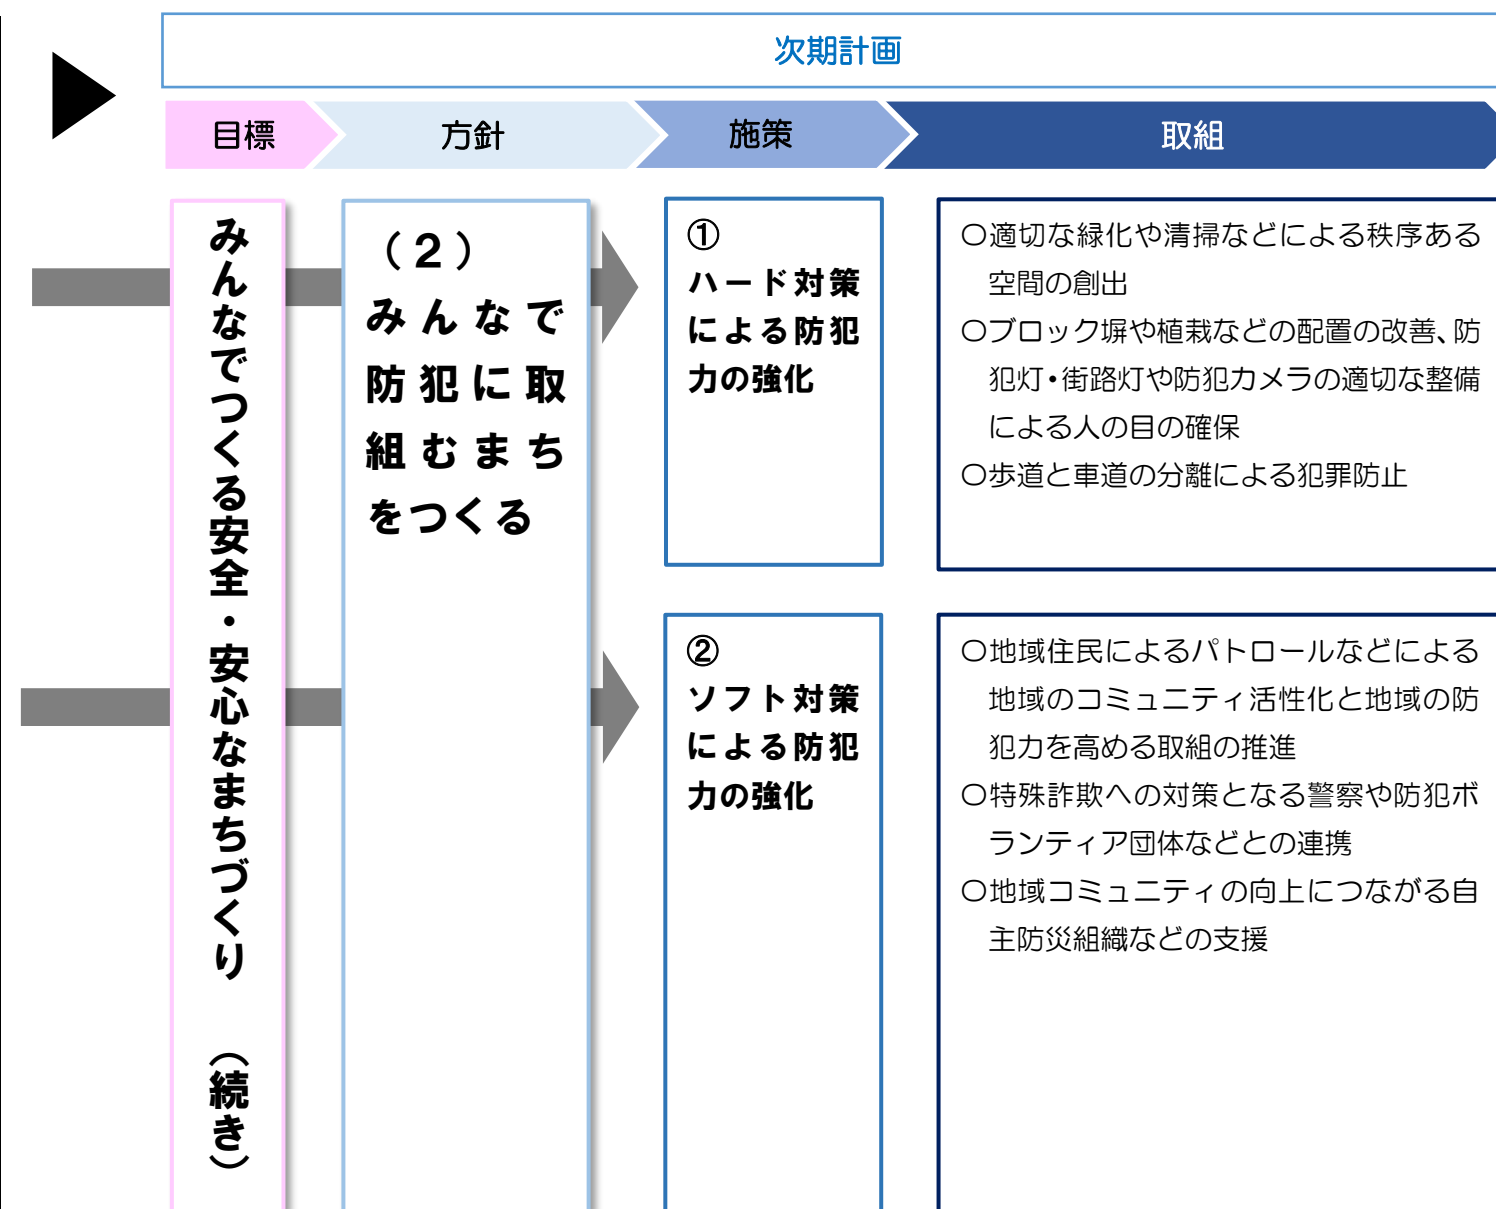 次期計画
目標
方針
施策
取組
みんなでつくる安全・安心なまちづくり（続き）
（２）
みんなで
防犯に取
組むまち
をつくる
①
ハード対策
による防犯
力の強化
〇適切な緑化や清掃などによる秩序ある
空間の創出
〇ブロック塀や植栽などの配置の改善、防
犯灯・街路灯や防犯カメラの適切な整備
による人の目の確保
〇歩道と車道の分離による犯罪防止
②
ソフト対策
による防犯
力の強化
〇地域住民によるパトロールなどによる
地域のコミュニティ活性化と地域の防
犯力を高める取組の推進
〇特殊詐欺への対策となる警察や防犯ボ
ランティア団体などとの連携
〇地域コミュニティの向上につながる自
主防災組織などの支援